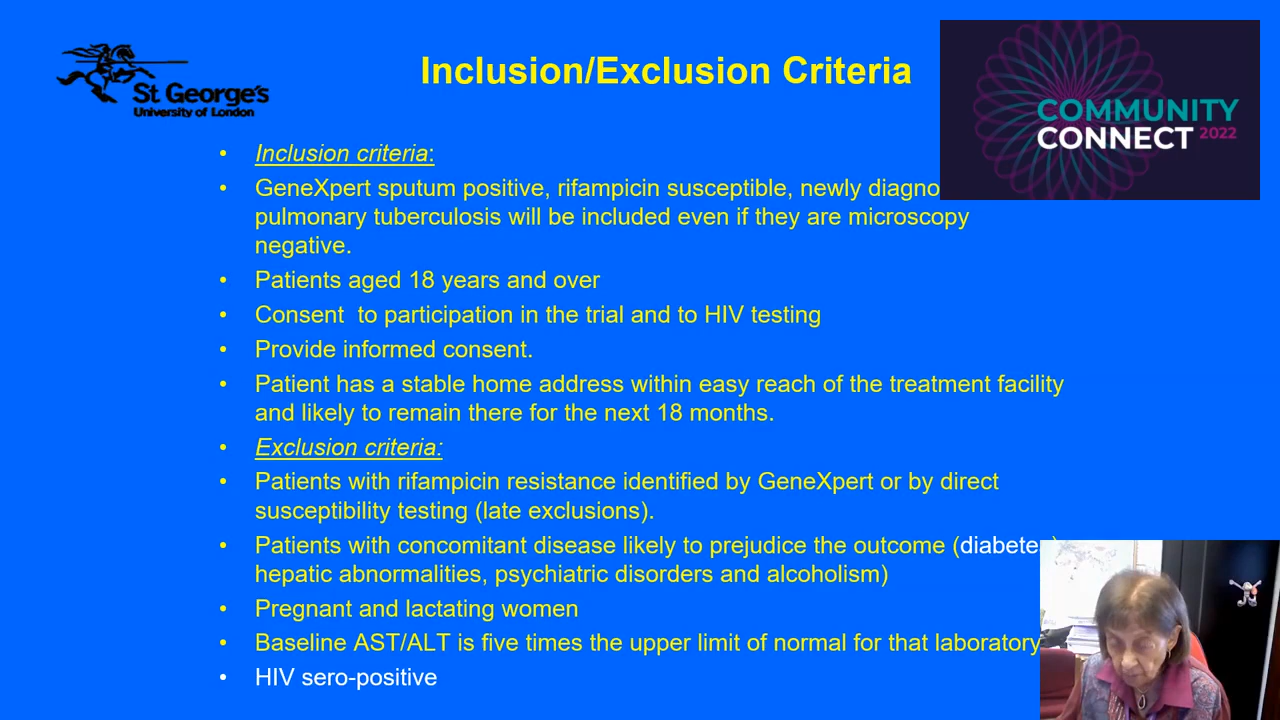 St George's
University of London
Inclusion/Exclusion Criteria
COMMUNITY
CONNECT 2022
• Inclusion criteria:
• GeneXpert sputum positive, rifampicin susceptible, newly
pulmonary tuberculosis will be included even if they are microscopy
negative.
• Patients aged 18 years and over
• Consent to participation in the trial and to HIV testing
• Provide informed consent.
• Patient has a stable home address within easy reach of the treatment facility
and likely to remain there for the next 18 months.
• Exclusion criteria:
• Patients with rifampicin resistance identified by GeneXpert or by direct
susceptibility testing (late exclusions).
• Patients with concomitant disease likely to prejudice the outcome (
hepatic abnormalities, psychiatric disorders and alcoholism)
• Pregnant and lactating women
• Baseline AST/ALT is five times the upper limit of normal for that laboratory
• HIV sero-positive